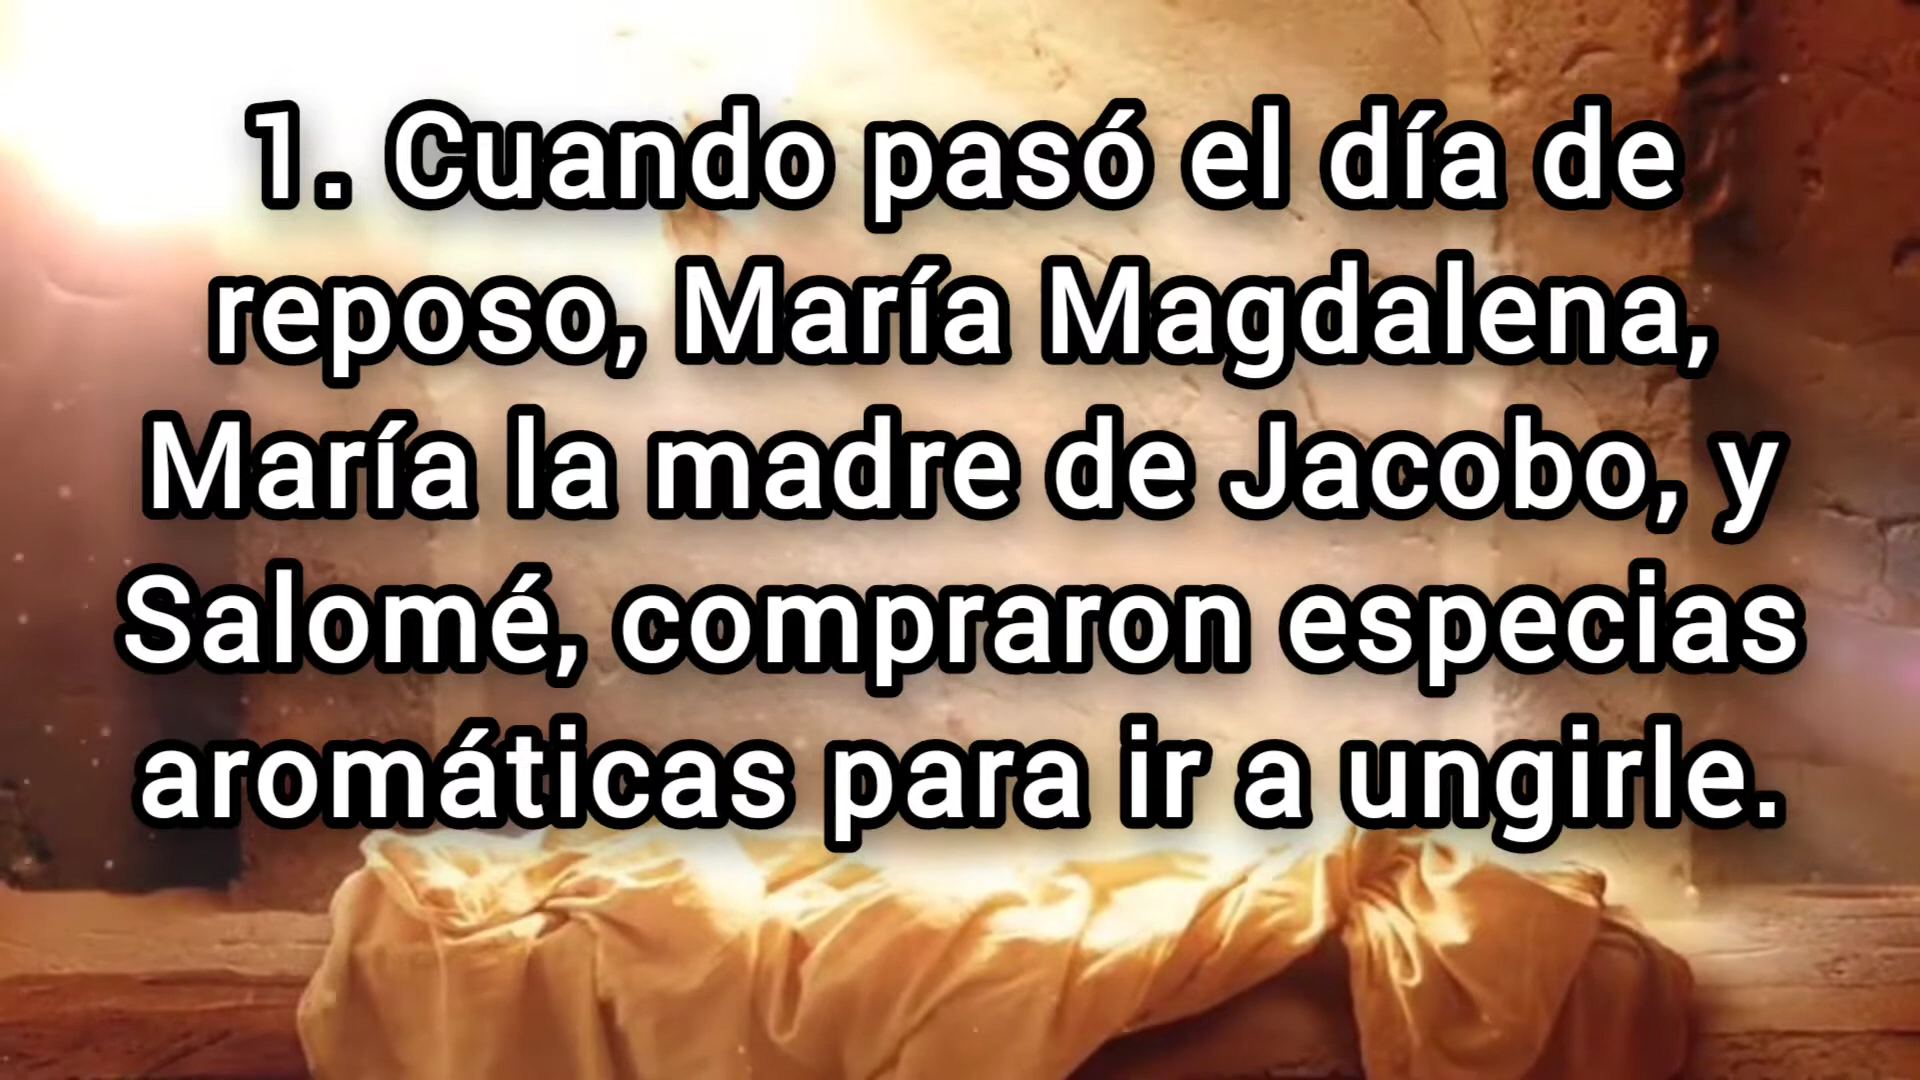 1. Cuando pasó el día de
reposo, María Magdalena,
María la madre de Jacobo, y
Salomé, compraron especias
aromáticas para ir a ungirle.